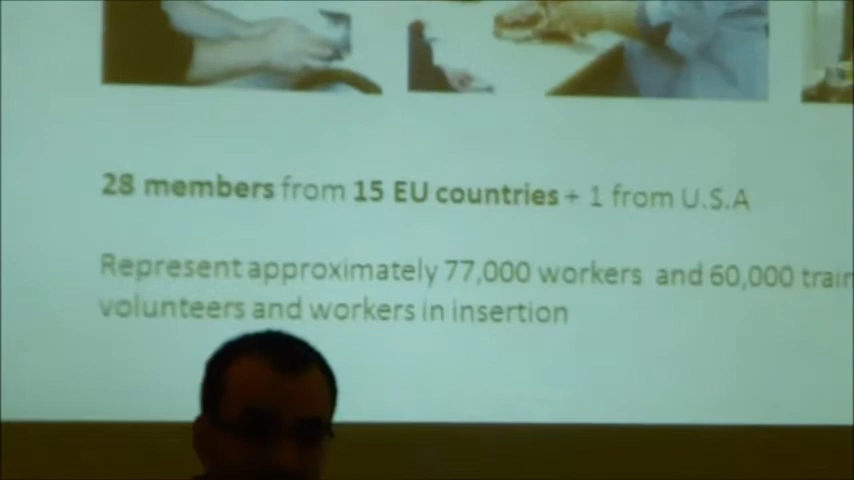 28 members from 15 EU countries + 1 from U.S.A
Represent approximately 77,000 workers and 60,000
volunteers and workers in insertion